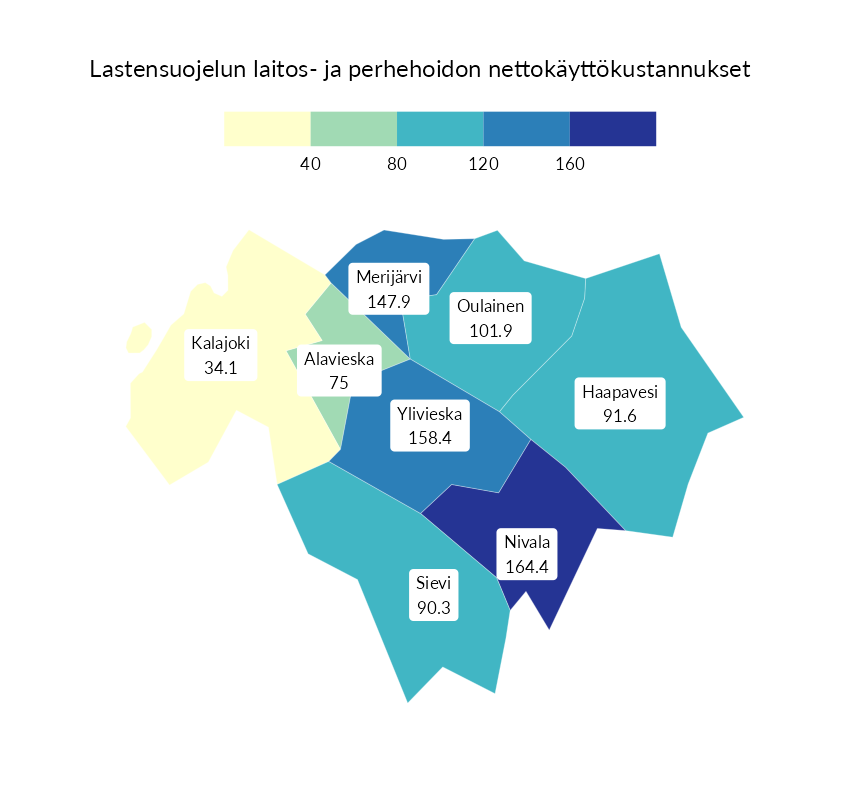 Lastensuojelun laitos- ja perhehoidon nettokäyttökustannukset
40 80 120 160
Merijärvi
147.9
Oulainen
101.9
Kalajoki
34.1
Alavieska
75
Haapavesi
91.6
Ylivieska
158.4
Nivala
164.4
Sievi
90.3